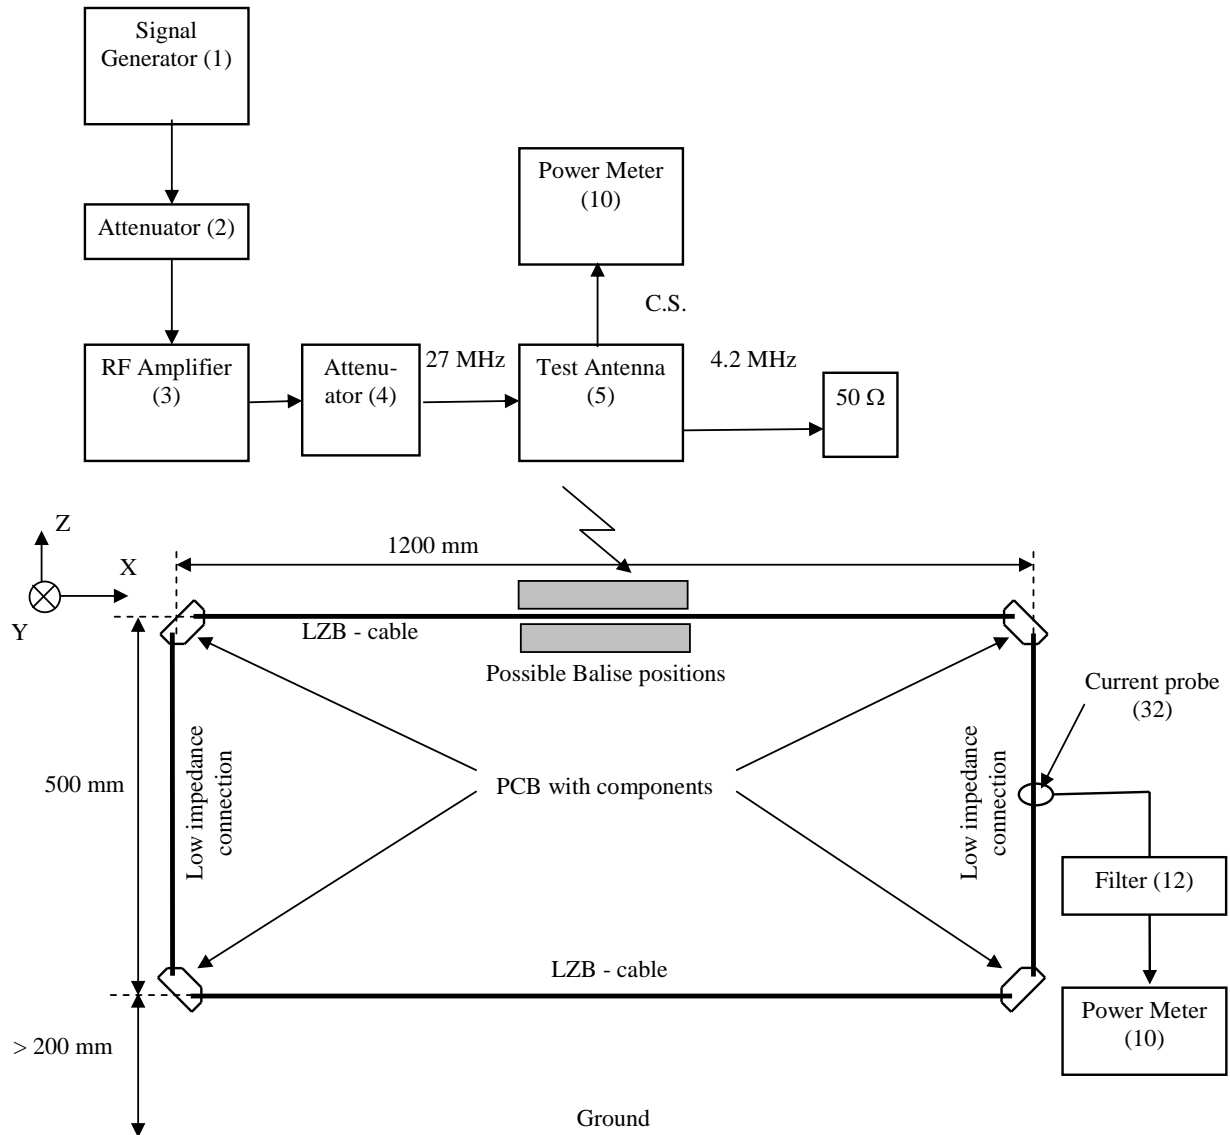 Signal
Generator (1)
Attenuator (2)
Power Meter
(10)
C.S.
RF Amplifier
(3)
Attenu-
ator (4)
27 MHz
Test Antenna
(5)
4.2 MHz
50 Ω
Z
X
Y
1200 mm
LZB - cable
Possible Balise positions
Current probe
(32)
500 mm
Low impedance
connection
PCB with components
Low impedance
connection
Filter (12)
LZB - cable
Power Meter
(10)
> 200 mm
Ground